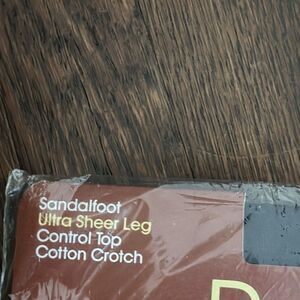 Sandalfoot
Ultra Sheer Leg
Control Top
Cotton Crotch